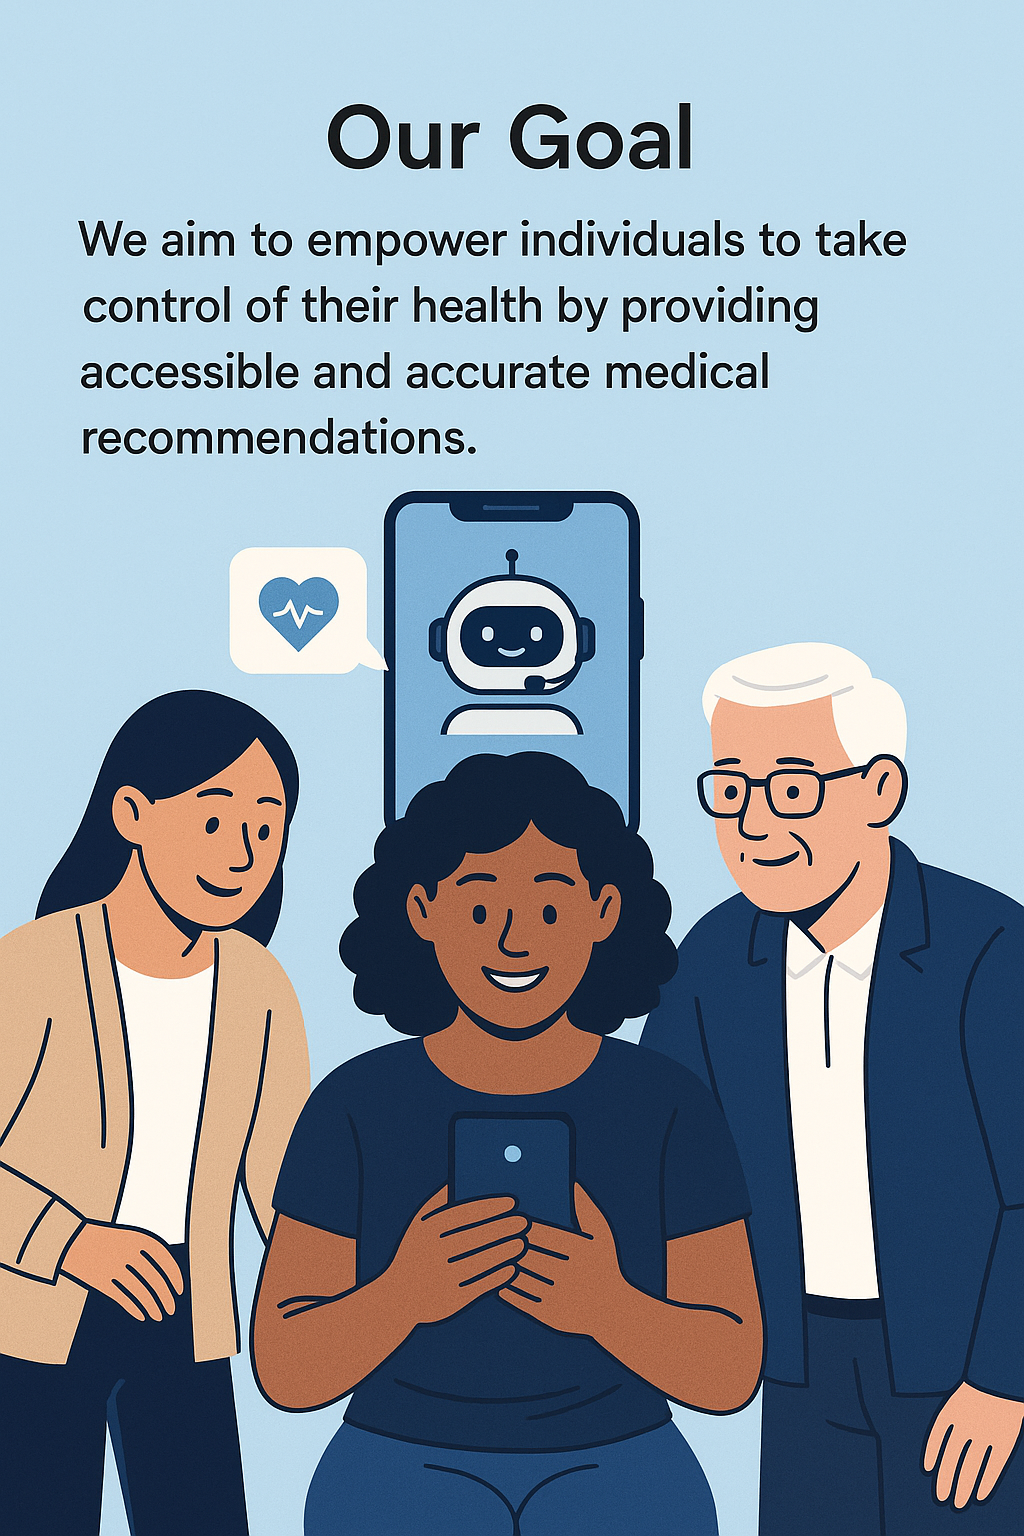 Our Goal
We aim to empower individuals to take
control of their health by providing
accessible and accurate medical
recommendations.